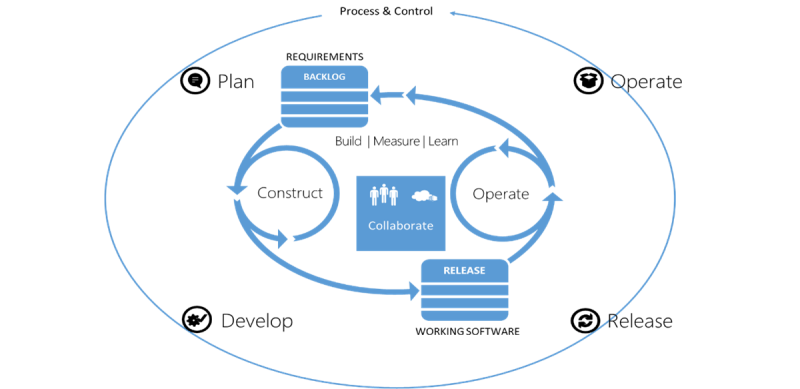 Process & Control
REQUIREMENTS
Plan
BACKLOG
Operate
Build | Measure | Learn
Construct
Operate
Collaborate
RELEASE
Develop
Release
WORKING SOFTWARE